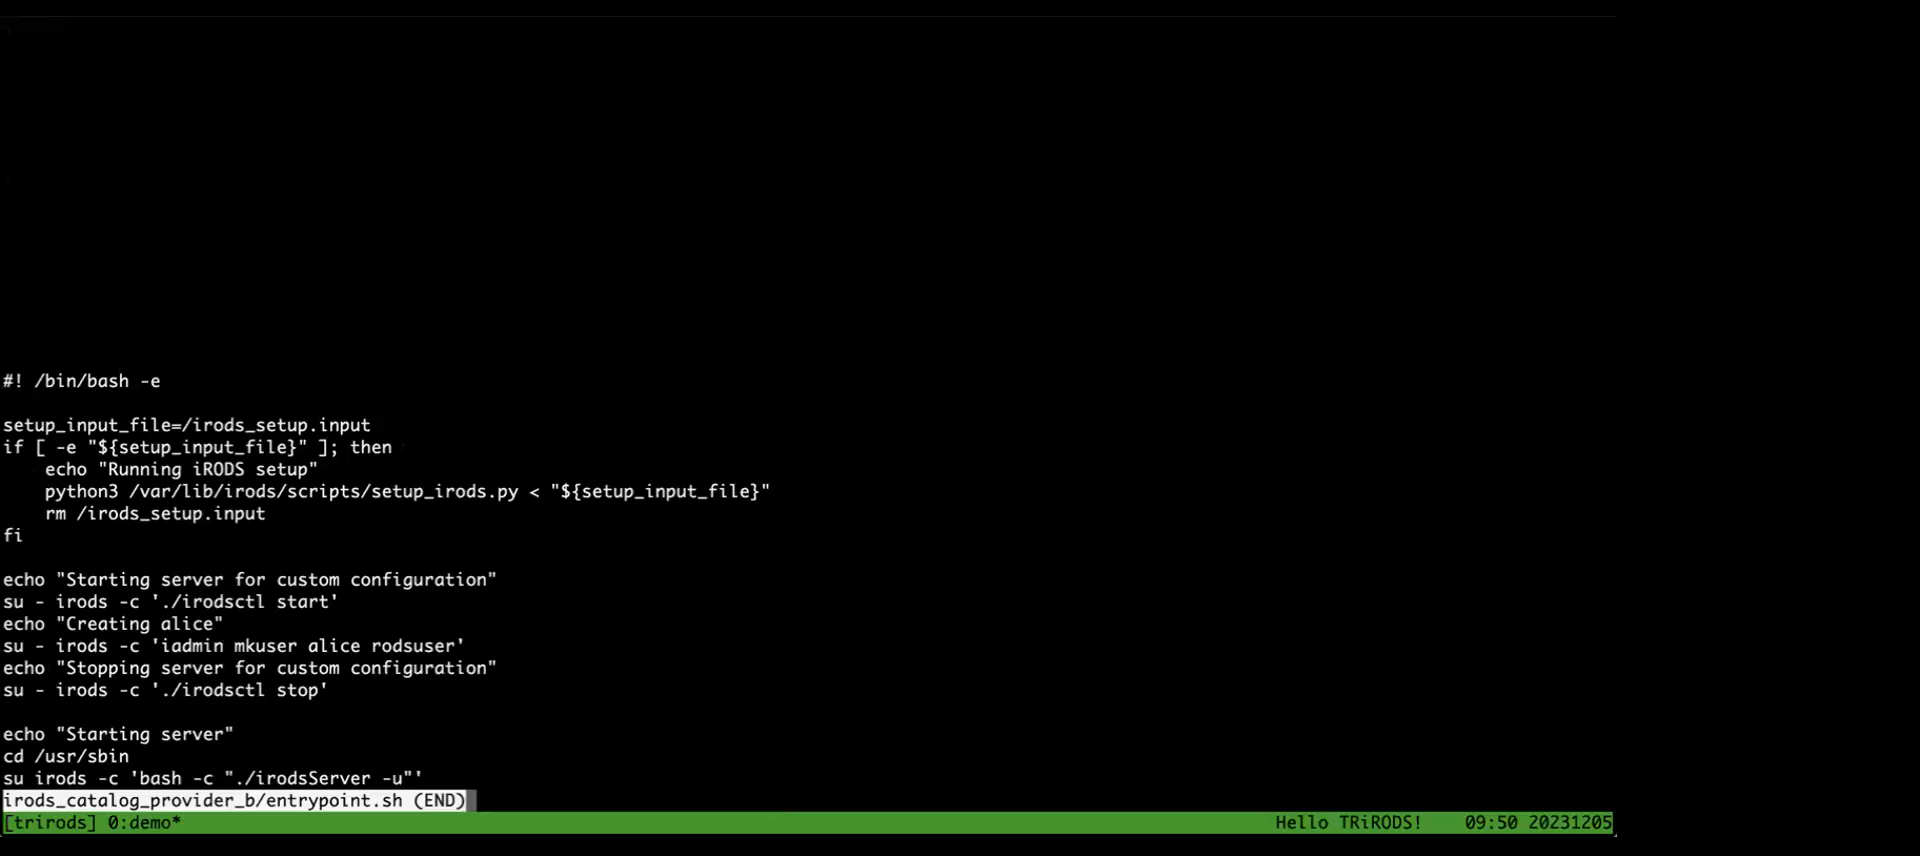 #! /bin/bash -e
setup_input_file=/irods_setup.input
if [ -e "${setup_input_file}" ]; then
    echo "Running iRODS setup"
    python3 /var/lib/irods/scripts/setup_irods.py < "${setup_input_file}"
    rm /irods_setup.input
fi
echo "Starting server for custom configuration"
su - irods -c './irodsctl start'
echo "Creating alice"
su - irods -c 'iadmin mkuser alice rodsuser'
echo "Stopping server for custom configuration"
su - irods -c './irodsctl stop'
echo "Starting server"
cd /usr/sbin
su irods -c 'bash -c "./irodsServer -u"'
irods_catalog_provider_b/entrypoint.sh (END)
[trirods] 0:demo* Hello TRiRODS! 09:50 20231205